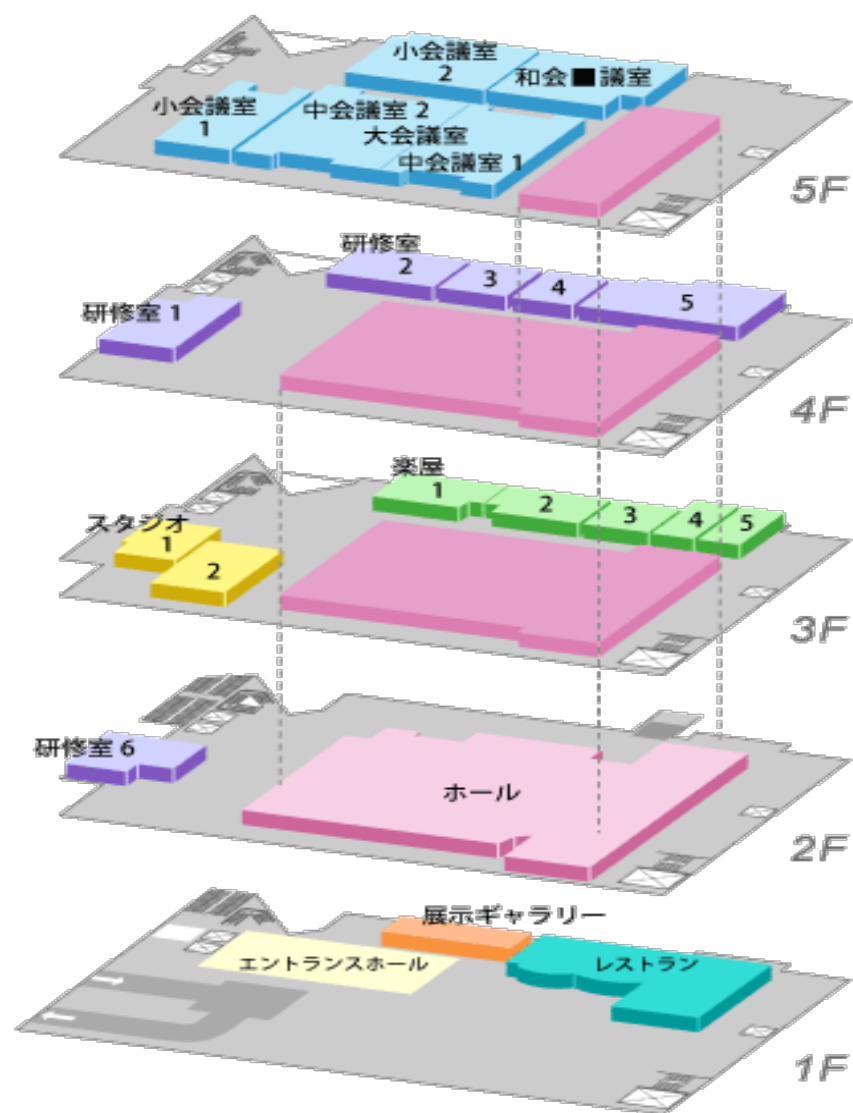 小会議室
2
和会■議室
小会議室
1
中会議室 2
大会議室
中会議室 1
5F
研修室
2
3
4
5
研修室 1
4F
楽屋
1
2
3
4
5
スタジオ
1
2
3F
研修室 6
ホール
2F
展示ギャラリー
エントランスホール
レストラン
1F